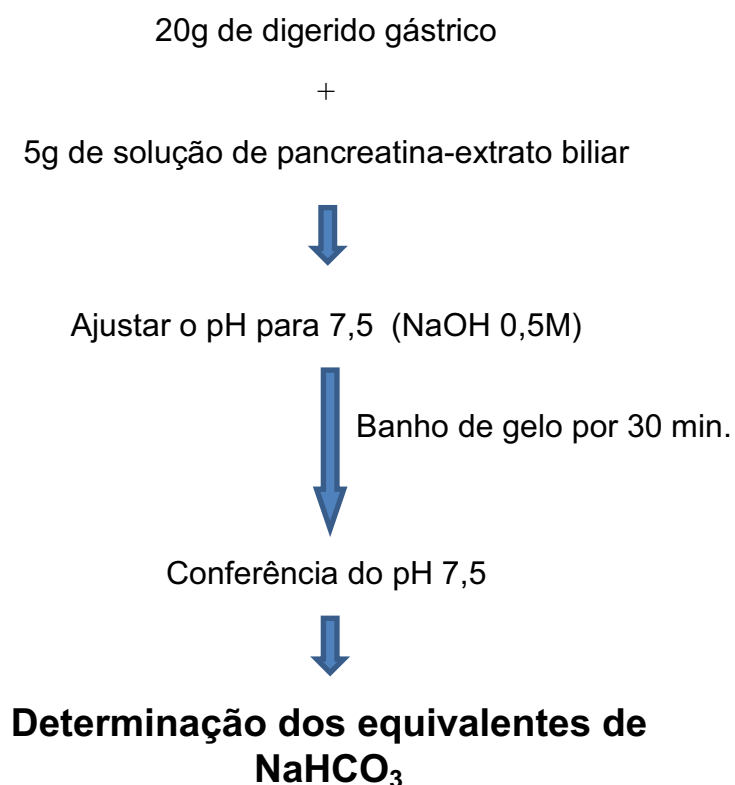 20g de digerido gástrico
+
5g de solução de pancreatina-extrato biliar
Ajustar o pH para 7,5 (NaOH 0,5M)
Banho de gelo por 30 min.
Conferência do pH 7,5
Determinação dos equivalentes de
NaHCO₃